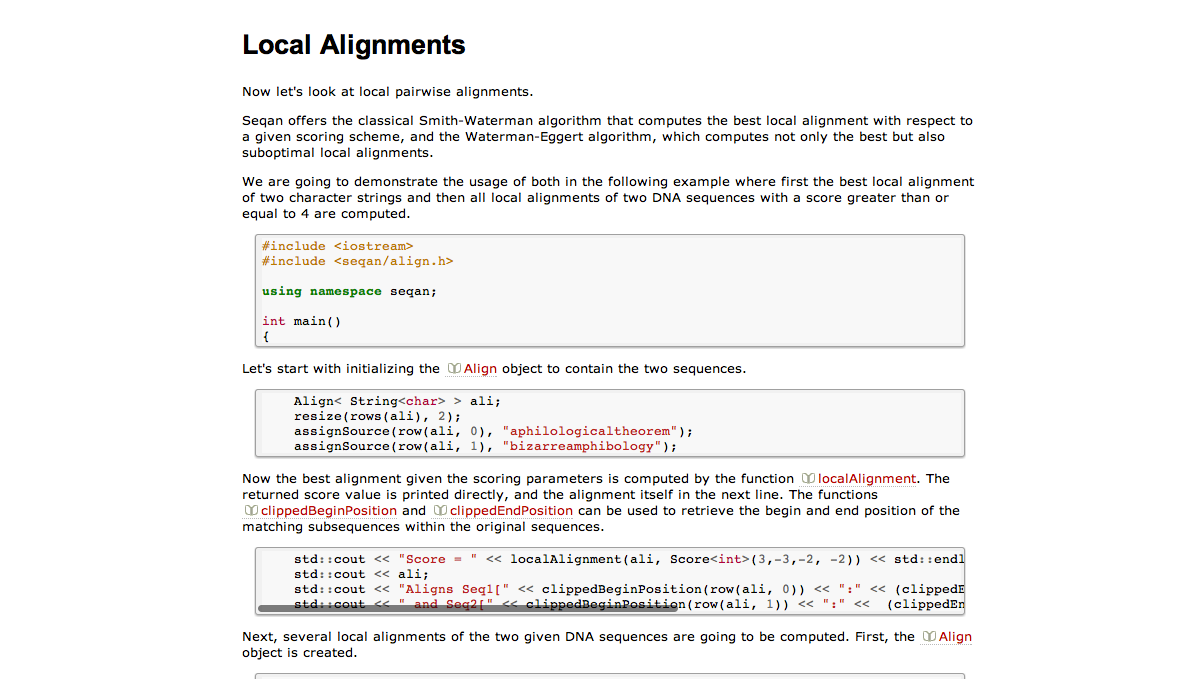 Local Alignments
Now let's look at local pairwise alignments.
Seqan offers the classical Smith-Waterman algorithm that computes the best local alignment with respect to
a given scoring scheme, and the Waterman-Eggert algorithm, which computes not only the best but also
suboptimal local alignments.
We are going to demonstrate the usage of both in the following example where first the best local alignment
of two character strings and then all local alignments of two DNA sequences with a score greater than or
equal to 4 are computed.
#include <iostream>
#include <seqan/align.h>
using namespace seqan;
int main()
{
Let's start with initializing the Align object to contain the two sequences.
Align< String<char> > ali;
resize(rows(ali), 2);
assignSource(row(ali, 0), "aphilologicaltheorem");
assignSource(row(ali, 1), "bizarreamphibology");
Now the best alignment given the scoring parameters is computed by the function localAlignment. The
returned score value is printed directly, and the alignment itself in the next line. The functions
clippedBeginPosition and clippedEndPosition can be used to retrieve the begin and end position of the
matching subsequences within the original sequences.
std::cout << "Score = " << localAlignment(ali, Score<int>(3,-3,-2, -2)) << std::endl
std::cout << ali;
std::cout << "Aligns Seq1[" << clippedBeginPosition(row(ali, 0)) << ":" << (clippedE
std::cout << " and Seq2[" << clippedBeginPosition(row(ali, 1)) << ":" <<  (clippedEn
Next, several local alignments of the two given DNA sequences are going to be computed. First, the Align
object is created.